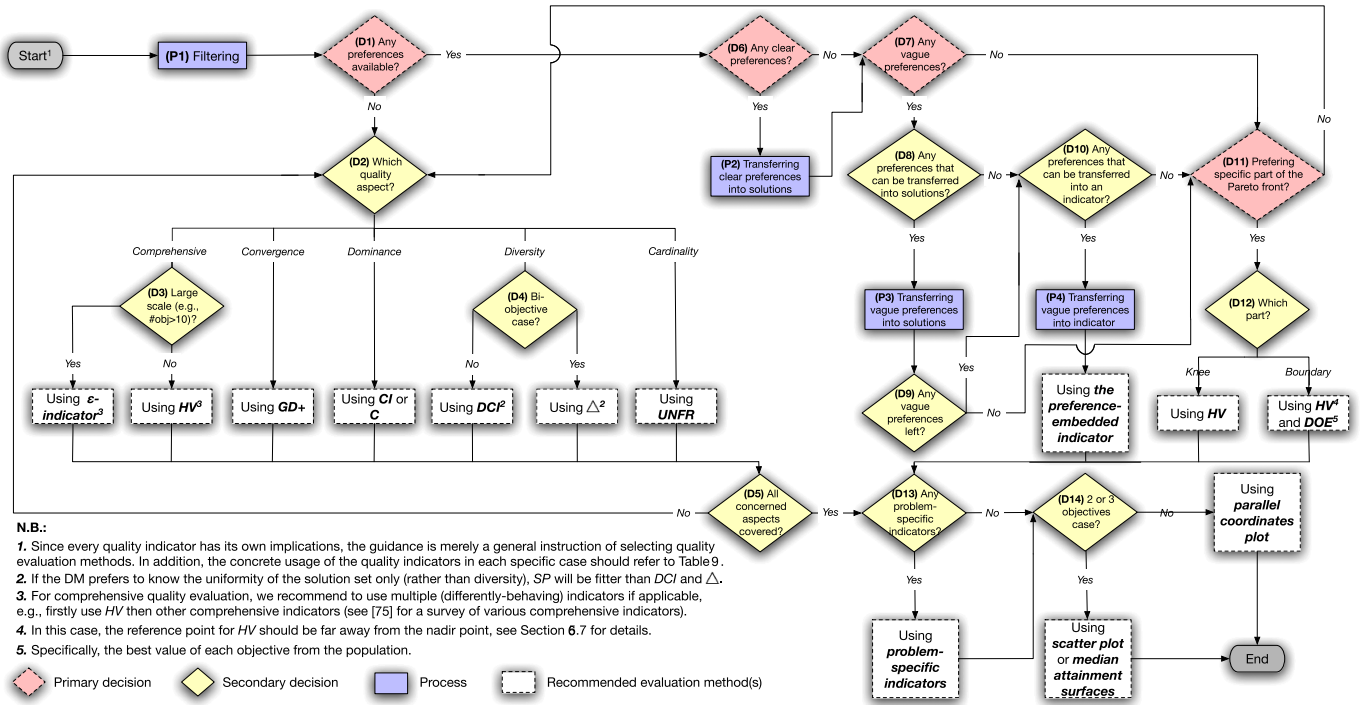 Start1
(P1) Filtering
(D1) Any
preferences
available?
Yes
No
(D6) Any clear
preferences?
No
Yes
(D7) Any
vague
preferences?
No
Yes
No
(P2) Transferring
clear preferences
into solutions
(D2) Which
quality
aspect?
(D8) Any
preferences that
can be transferred
into solutions?
No
Yes
(D10) Any
preferences that
can be transferred
into an
indicator?
No
Yes
(D11) Prefering
specific part of the
Pareto front?
Yes
Comprehensive
Convergence
Dominance
Diversity
Cardinality
(D3) Large
scale (e.g.,
#obj>10)?
Yes
No
(D4) Bi-
objective
case?
No
Yes
(P3) Transferring
vague preferences
into solutions
(P4) Transferring
vague preferences
into indicator
(D12) Which
part?
Knee
Boundary
Using ε-
indicator3
Using HV3
Using GD+
Using CI or
C
Using DCI2
Using △2
Using
UNFR
(D9) Any
vague
preferences
left?
Yes
No
Using the
preference-
embedded
indicator
Using HV
Using HV4
and DOE5
(D5) All
concerned
aspects
covered?
No
Yes
(D13) Any
problem-
specific
indicators?
No
Yes
(D14) 2 or 3
objectives
case?
No
Yes
Using
parallel
coordinates
plot
Using
problem-
specific
indicators
Using
scatter plot
or median
attainment
surfaces
End
N.B.:
1. Since every quality indicator has its own implications, the guidance is merely a general instruction of selecting quality
evaluation methods. In addition, the concrete usage of the quality indicators in each specific case should refer to Table 9.
2. If the DM prefers to know the uniformity of the solution set only (rather than diversity), SP will be fitter than DCI and △.
3. For comprehensive quality evaluation, we recommend to use multiple (differently-behaving) indicators if applicable,
e.g., firstly use HV then other comprehensive indicators (see [75] for a survey of various comprehensive indicators).
4. In this case, the reference point for HV should be far away from the nadir point, see Section 6.7 for details.
5. Specifically, the best value of each objective from the population.
Primary decision
Secondary decision
Process
Recommended evaluation method(s)